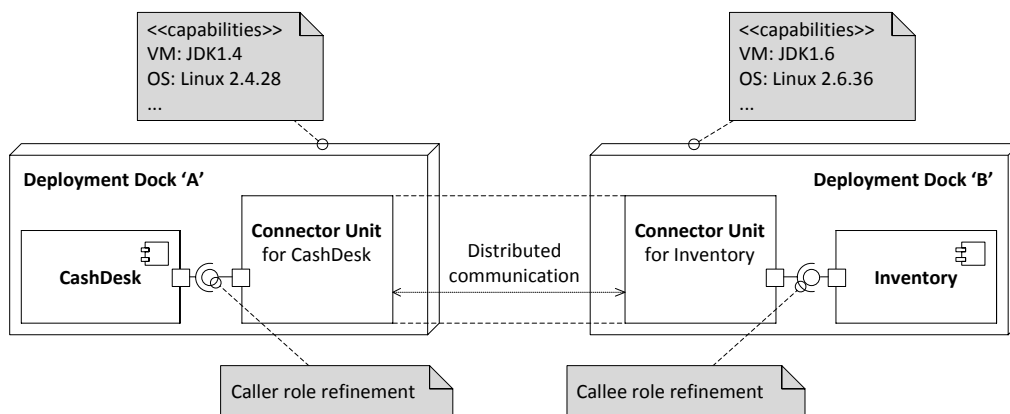 <<capabilities>>
VM: JDK1.4
OS: Linux 2.4.28
...
<<capabilities>>
VM: JDK1.6
OS: Linux 2.6.36
...
Deployment Dock ‘A’
Deployment Dock ‘B’
CashDesk
Connector Unit
for CashDesk
Distributed
communication
Connector Unit
for Inventory
Inventory
Caller role refinement
Callee role refinement